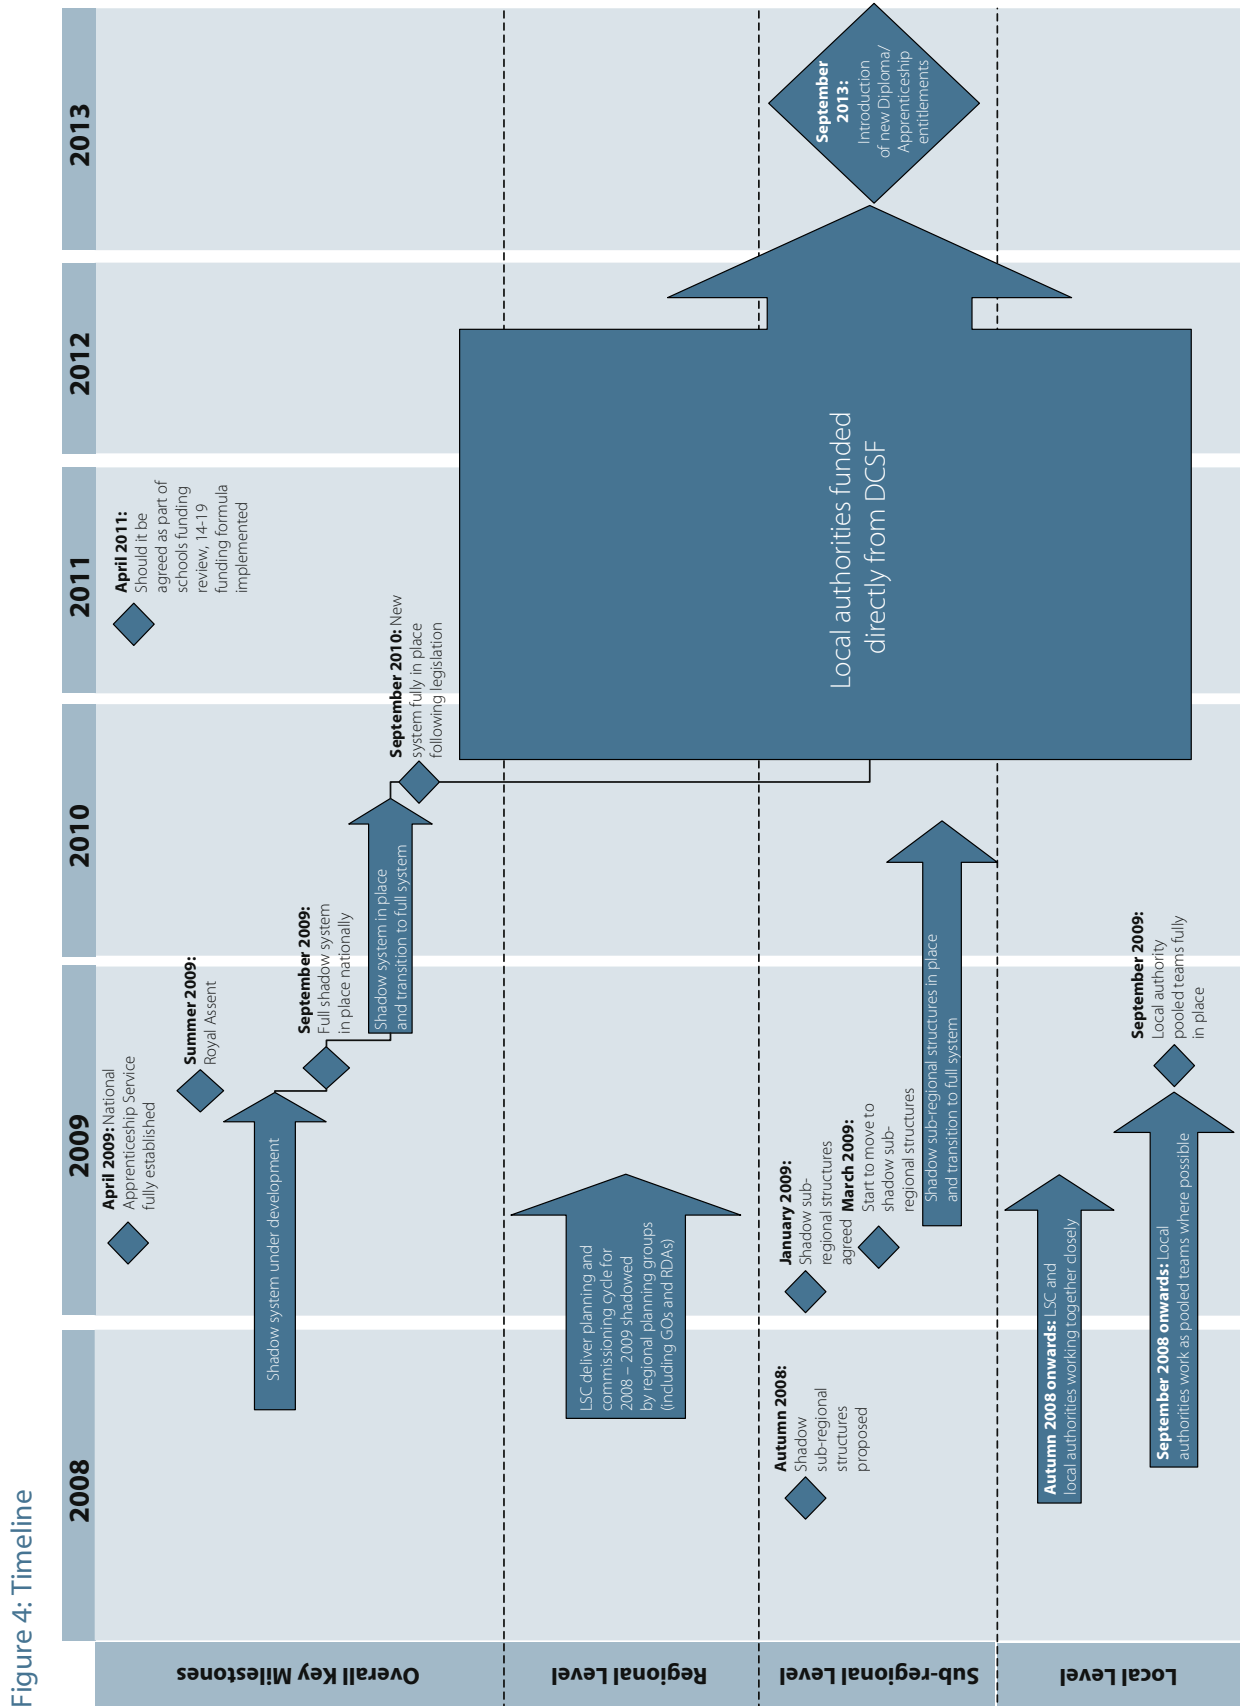 Figure 4: Timeline
2008
2009
2010
2011
2012
2013
Overall Key Milestones
April 2009: National
Apprenticeship Service
fully established
Summer 2009:
Royal Assent
Shadow system under development
September 2009:
Full shadow system
in place nationally
Shadow system in place
and transition to full system
September 2010: New
system fully in place
following legislation
April 2011:
Should it be
agreed as part of
schools funding
review, 14-19
funding formula
implemented
Regional Level
LSC deliver planning and
commissioning cycle for
2008 – 2009 shadowed
by regional planning groups
(including GOs and RDAs)
Local authorities funded
directly from DCSF
Sub-regional Level
Autumn 2008:
Shadow
sub-regional
structures
proposed
January 2009:
Shadow sub-
regional structures
agreed
March 2009:
Start to move to
shadow sub-
regional structures
Shadow sub-regional structures in place
and transition to full system
September
2013:
Introduction
of new Diploma/
Apprenticeship
entitlements
Local Level
Autumn 2008 onwards: LSC and
local authorities working together closely
September 2008 onwards: Local
authorities work as pooled teams where possible
September 2009:
Local authority
pooled teams fully
in place